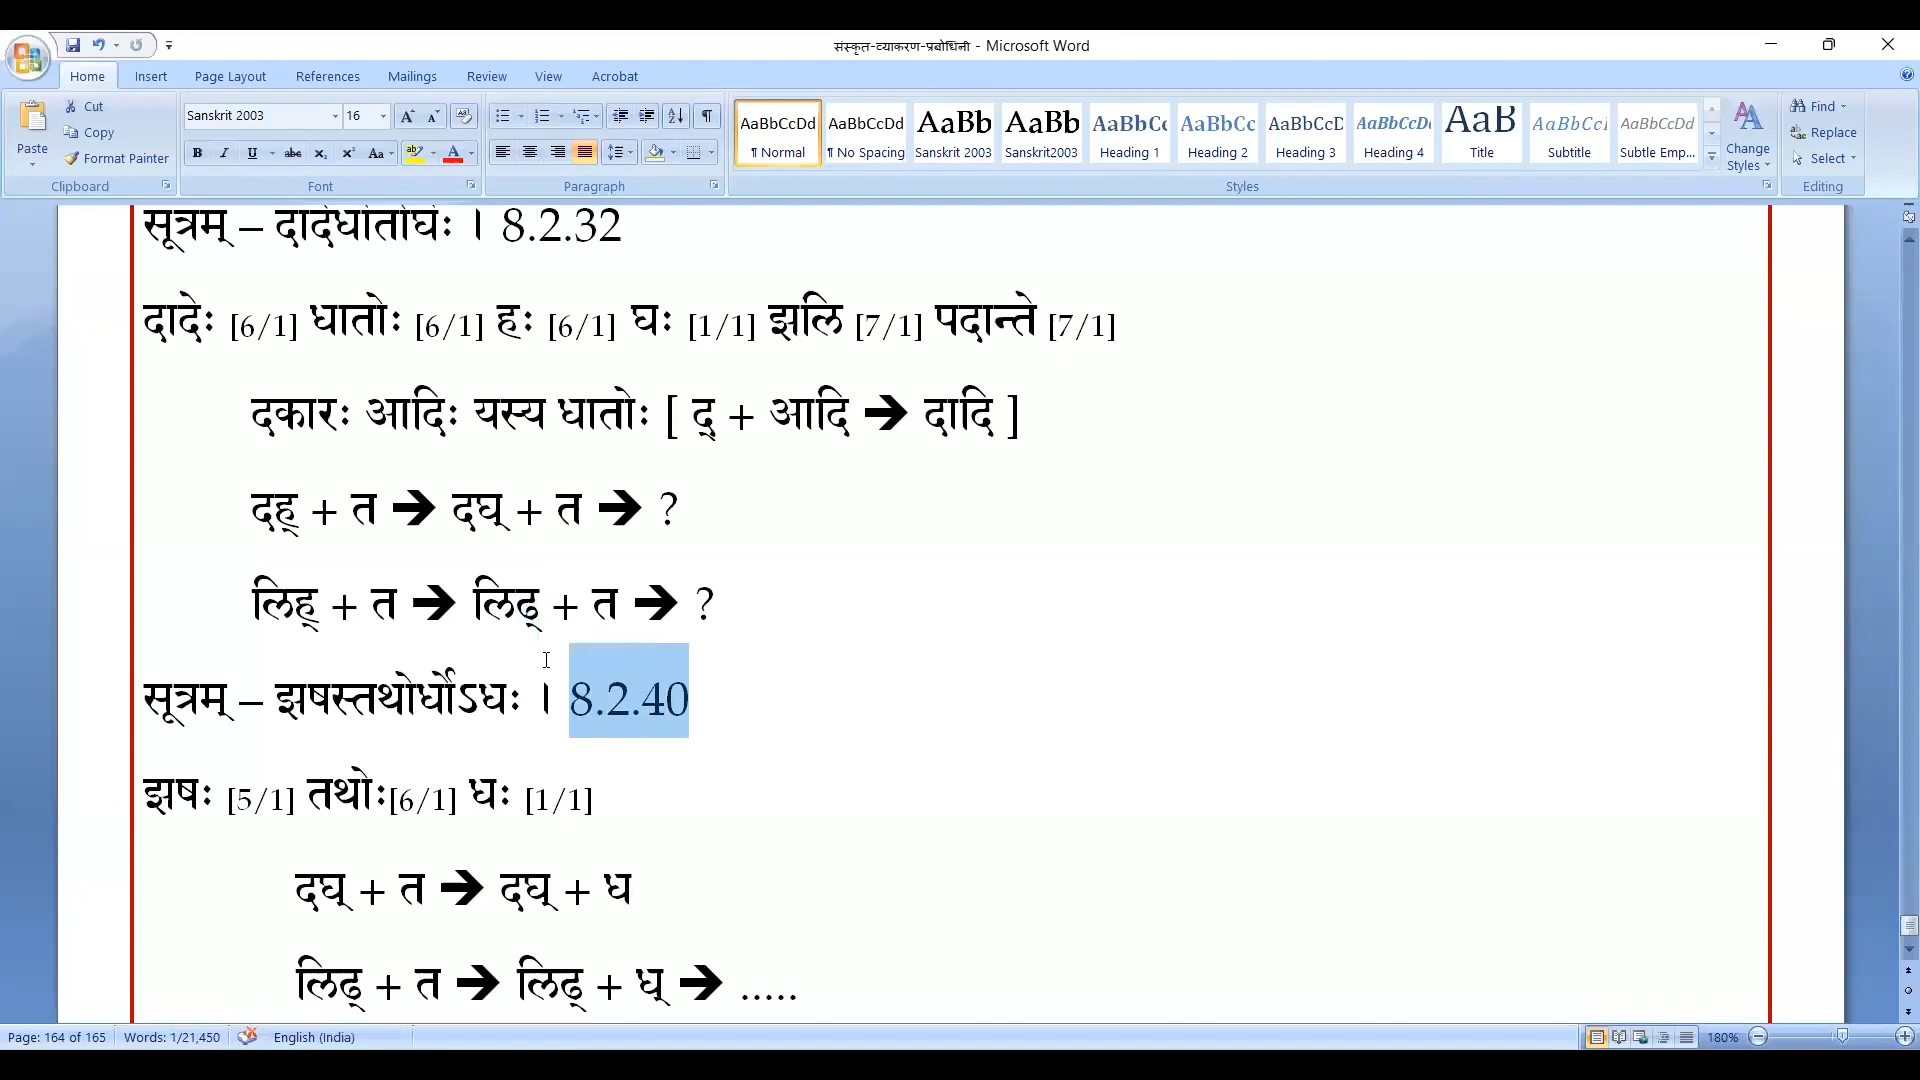 संस्कृत-व्याकरण-प्रबोधिनी - Microsoft Word
Home Insert Page Layout References Mailings Review View Acrobat
Paste Cut Copy Format Painter
Clipboard
Sanskrit 2003 16
Font
Paragraph
AaBbCcDd AaBbCcDd AaBb AaBb AaBbCc AaBbCc AaBbCcD AaBbCcDd AaB AaBbCc AaBbCcDd
¶ Normal ¶ No Spacing Sanskrit 2003 Sanskrit2003 Heading 1 Heading 2 Heading 3 Heading 4 Title Subtitle Subtle Emp...
Change Styles
Styles
Find Replace Select
Editing
सूत्रम् – दादेर्धातोर्घः । 8.2.32
दादेः [6/1] धातोः [6/1] हः [6/1] घः [1/1] झलि [7/1] पदान्ते [7/1]
दकारः आदिः यस्य धातोः [ द् + आदि ➔ दादि ]
दह् + त ➔ दघ् + त ➔ ?
लिह् + त ➔ लिढ् + त ➔ ?
सूत्रम् – झषस्तथोर्धोऽधः । 8.2.40
झषः [5/1] तथोः[6/1] धः [1/1]
दघ् + त ➔ दघ् + ध
लिढ् + त ➔ लिढ् + ध् ➔ .....
Page: 164 of 165 Words: 1/21,450 English (India) 180%